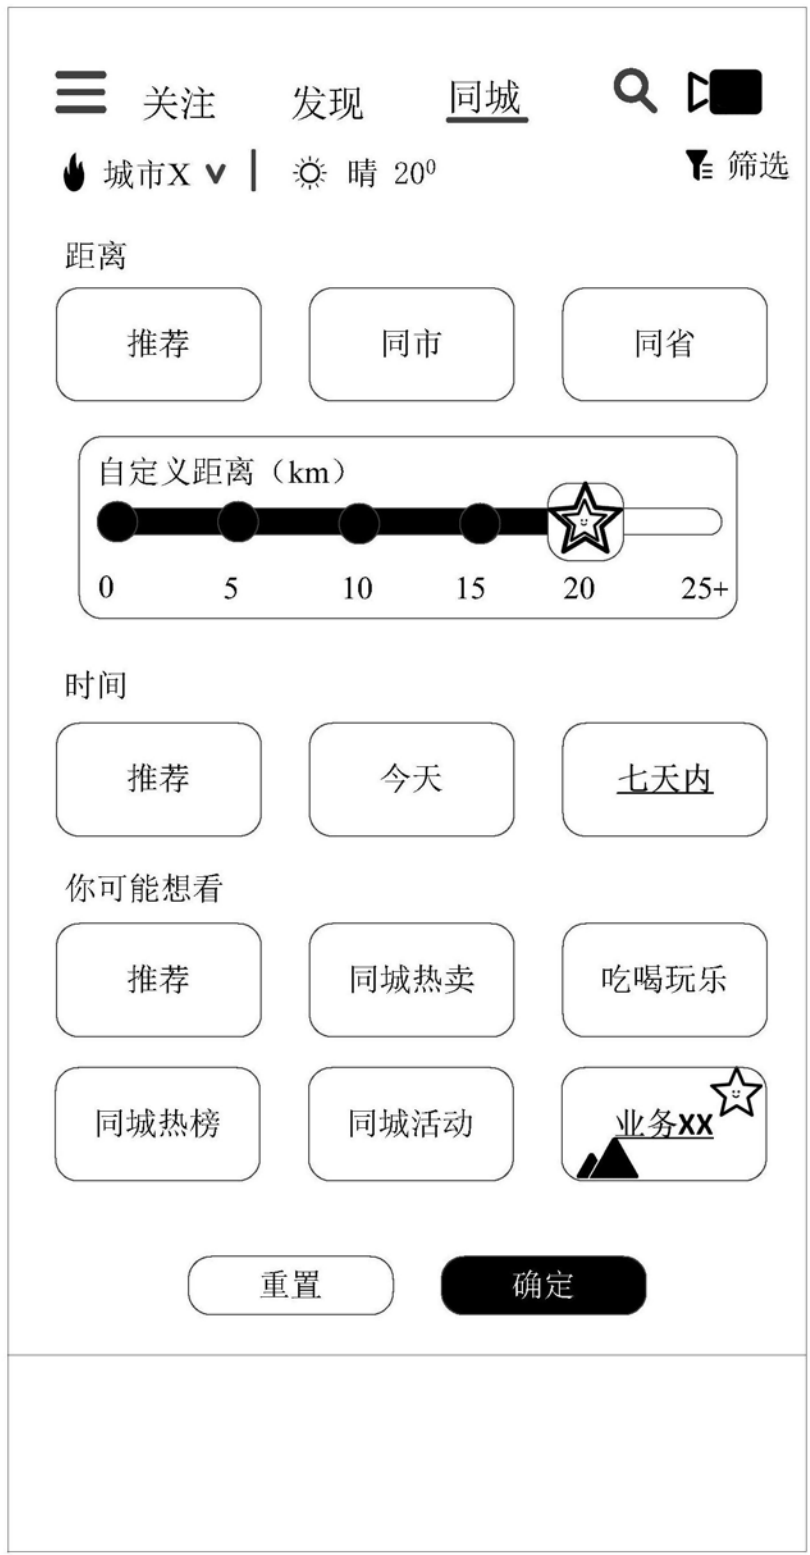 关注 发现 同城
城市X 晴 20⁰ 筛选
距离
推荐 同市 同省
自定义距离（km）
0 5 10 15 20 25+
时间
推荐 今天 七天内
你可能想看
推荐 同城热卖 吃喝玩乐
同城热榜 同城活动 业务XX
重置 确定